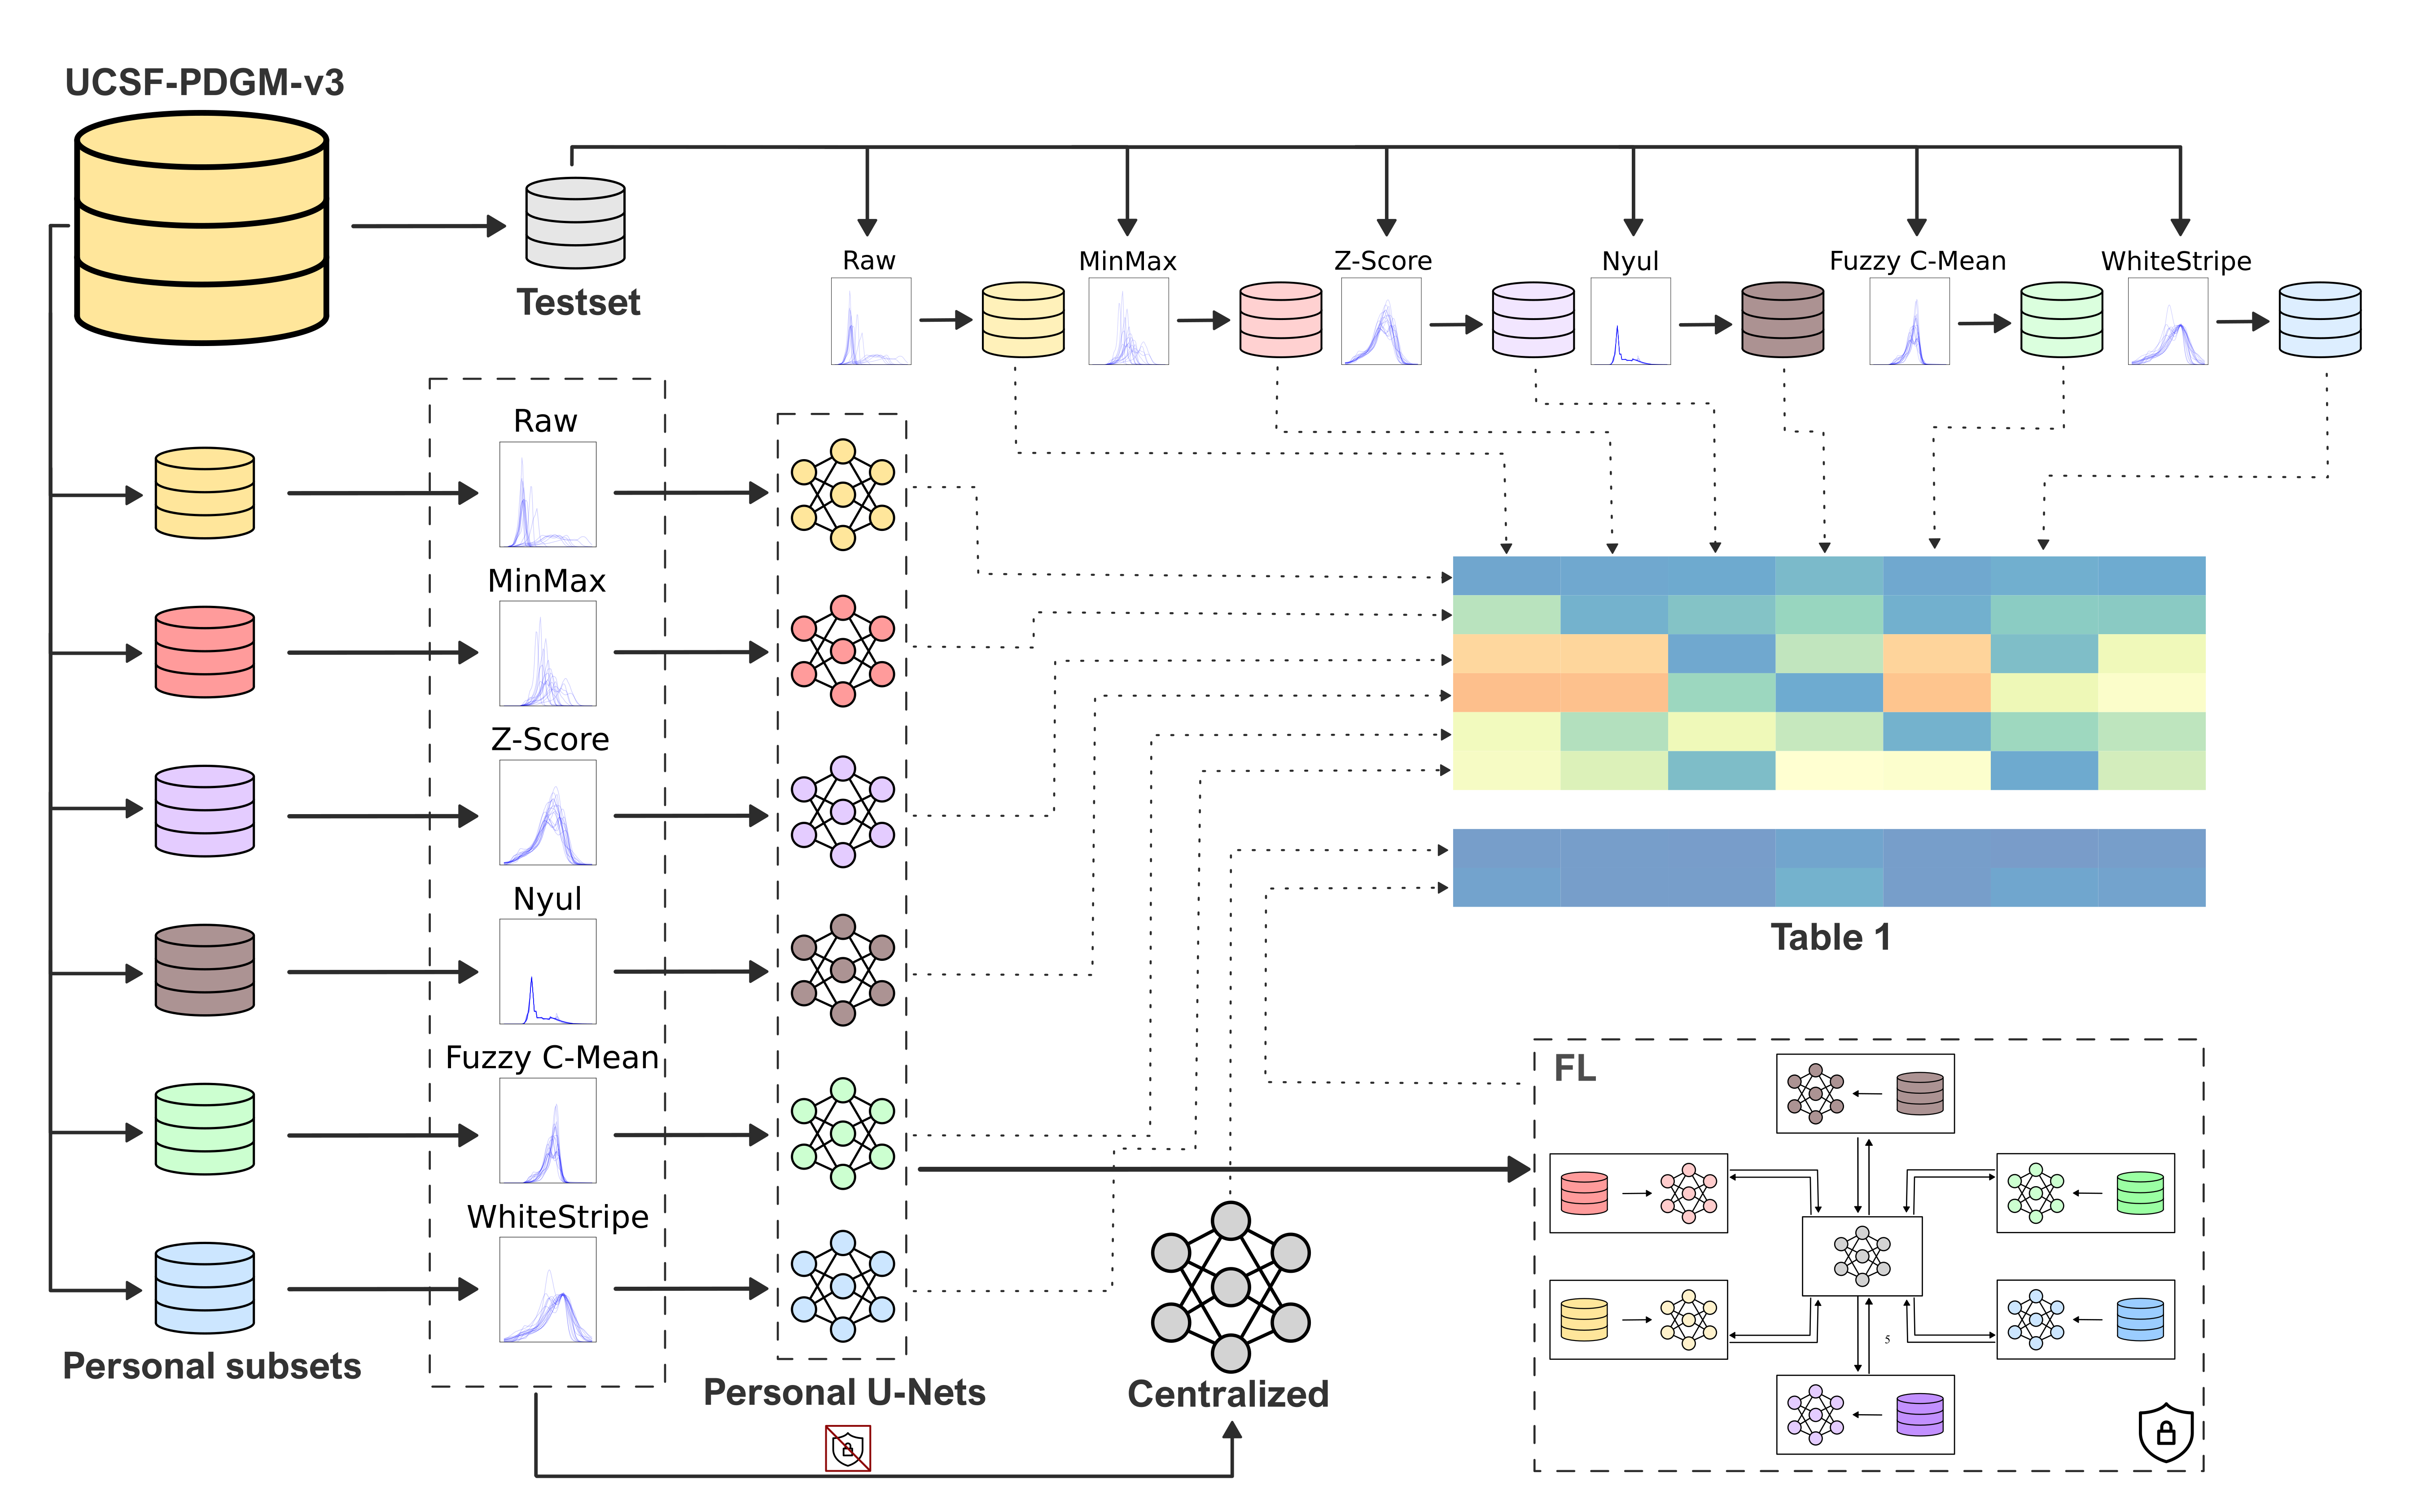 UCSF-PDGM-v3
Testset
Raw
MinMax
Z-Score
Nyul
Fuzzy C-Mean
WhiteStripe
Raw
MinMax
Z-Score
Nyul
Fuzzy C-Mean
WhiteStripe
Personal subsets
Personal U-Nets
Centralized
Table 1
FL
5